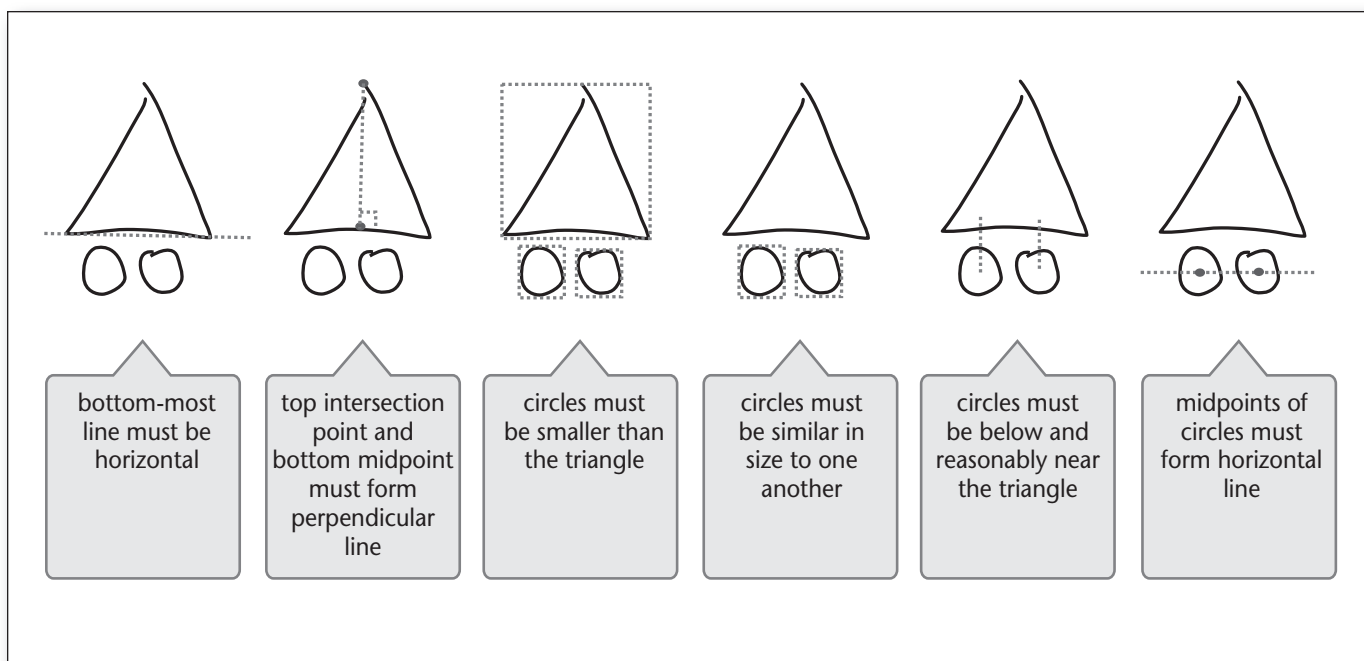 bottom-most
line must be
horizontal
top intersection
point and
bottom midpoint
must form
perpendicular
line
circles must
be smaller than
the triangle
circles must
be similar in
size to one
another
circles must
be below and
reasonably near
the triangle
midpoints of
circles must
form horizontal
line